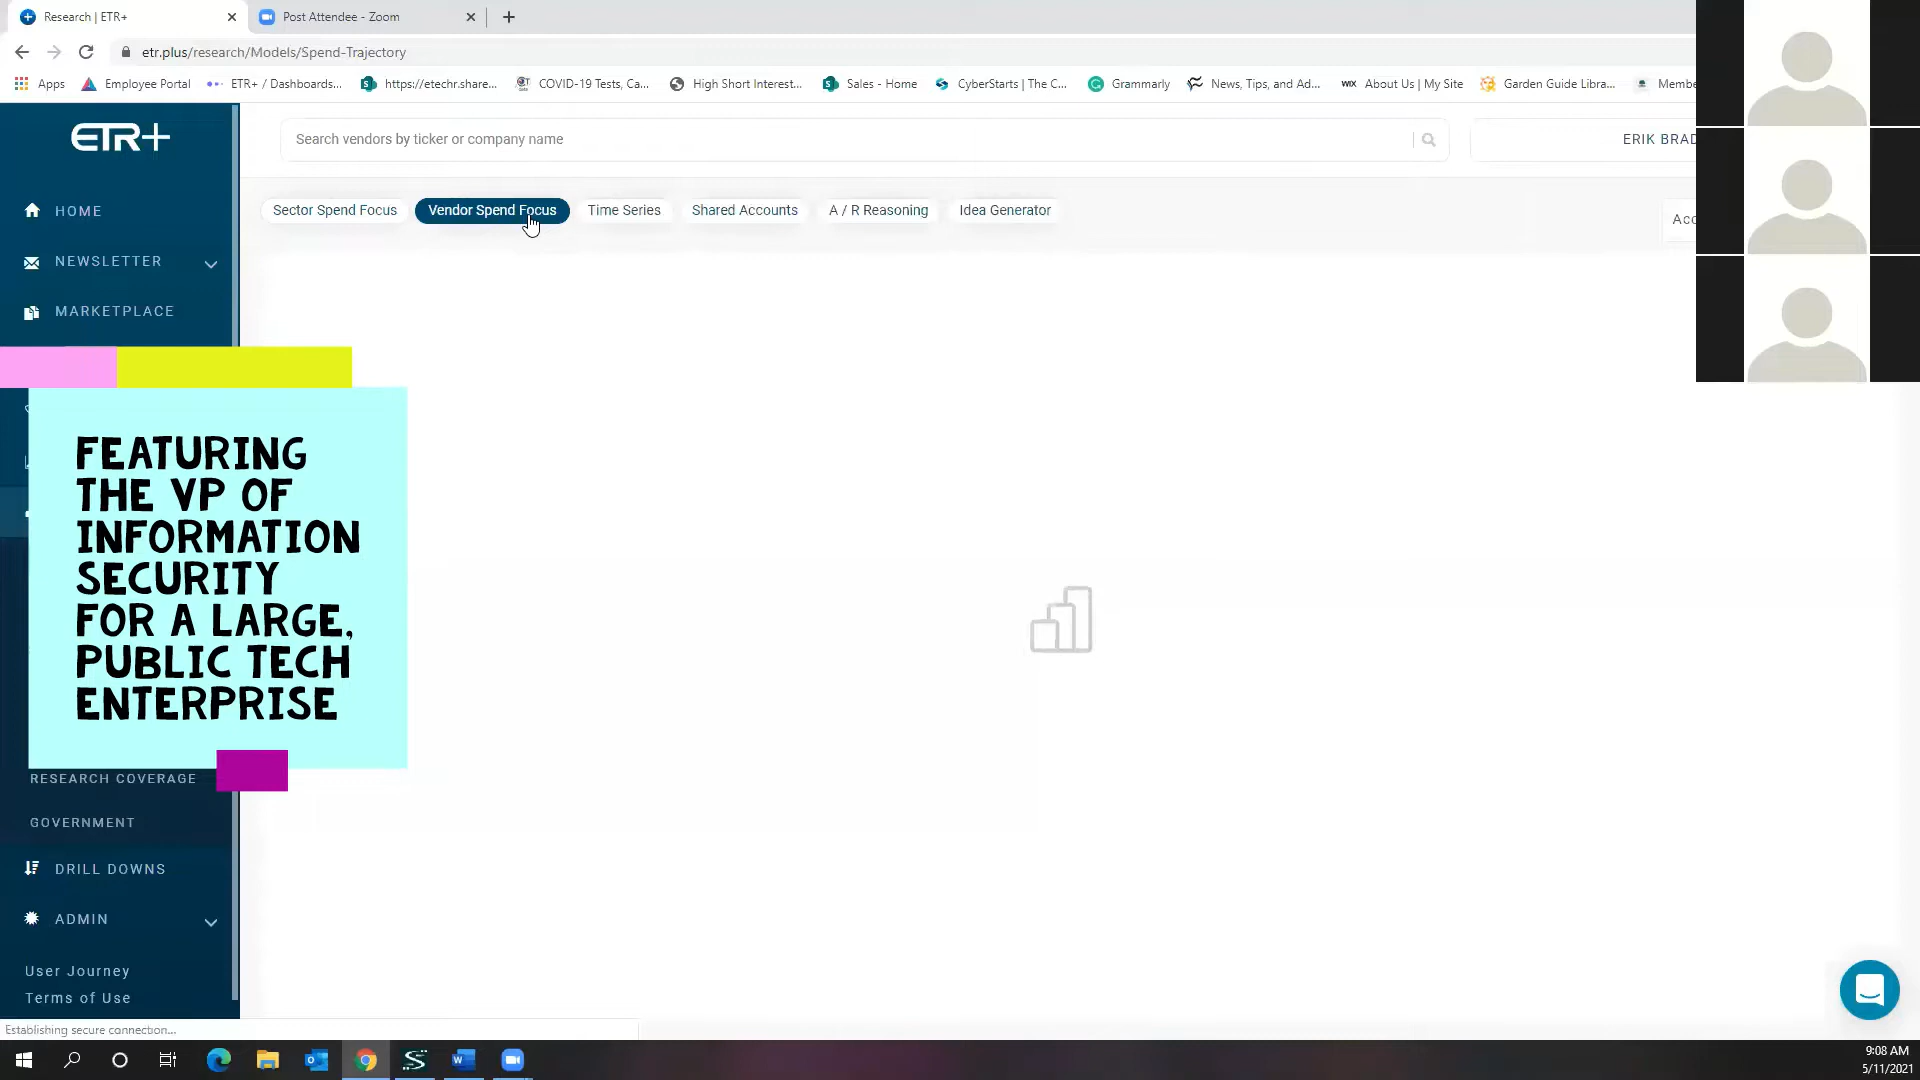 Research | ETR+
Post Attendee - Zoom
etr.plus/research/Models/Spend-Trajectory
Apps
Employee Portal
ETR+ / Dashboards...
https://etechr.share...
COVID-19 Tests, Ca...
High Short Interest...
Sales - Home
CyberStarts | The C...
Grammarly
News, Tips, and Ad...
WIX About Us | My Site
Garden Guide Libra...
ETR+
Search vendors by ticker or company name
ERIK
HOME
Sector Spend Focus
Vendor Spend Focus
Time Series
Shared Accounts
A / R Reasoning
Idea Generator
NEWSLETTER
MARKETPLACE
FEATURING
THE VP OF
INFORMATION
SECURITY
FOR A LARGE,
PUBLIC TECH
ENTERPRISE
RESEARCH COVERAGE
GOVERNMENT
DRILL DOWNS
ADMIN
User Journey
Terms of Use
Establishing secure connection...
9:08 AM
5/11/2021